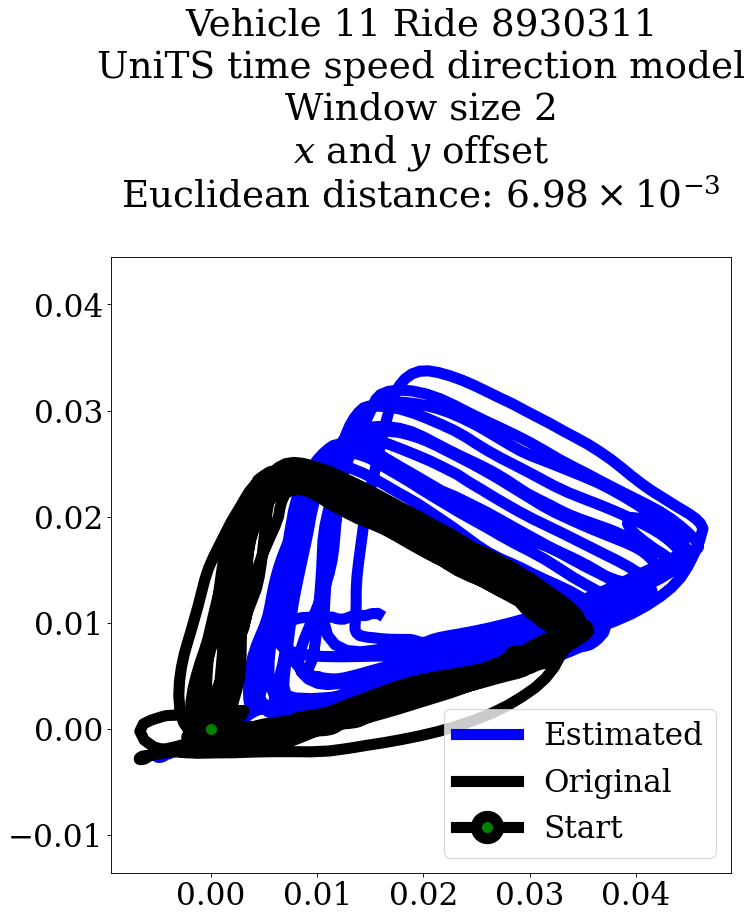 Vehicle 11 Ride 8930311
UniTS time speed direction model
Window size 2
x and y offset
Euclidean distance: 6.98 × 10⁻³
0.04
0.03
0.02
0.01
0.00
−0.01
Estimated
Original
Start
0.00 0.01 0.02 0.03 0.04